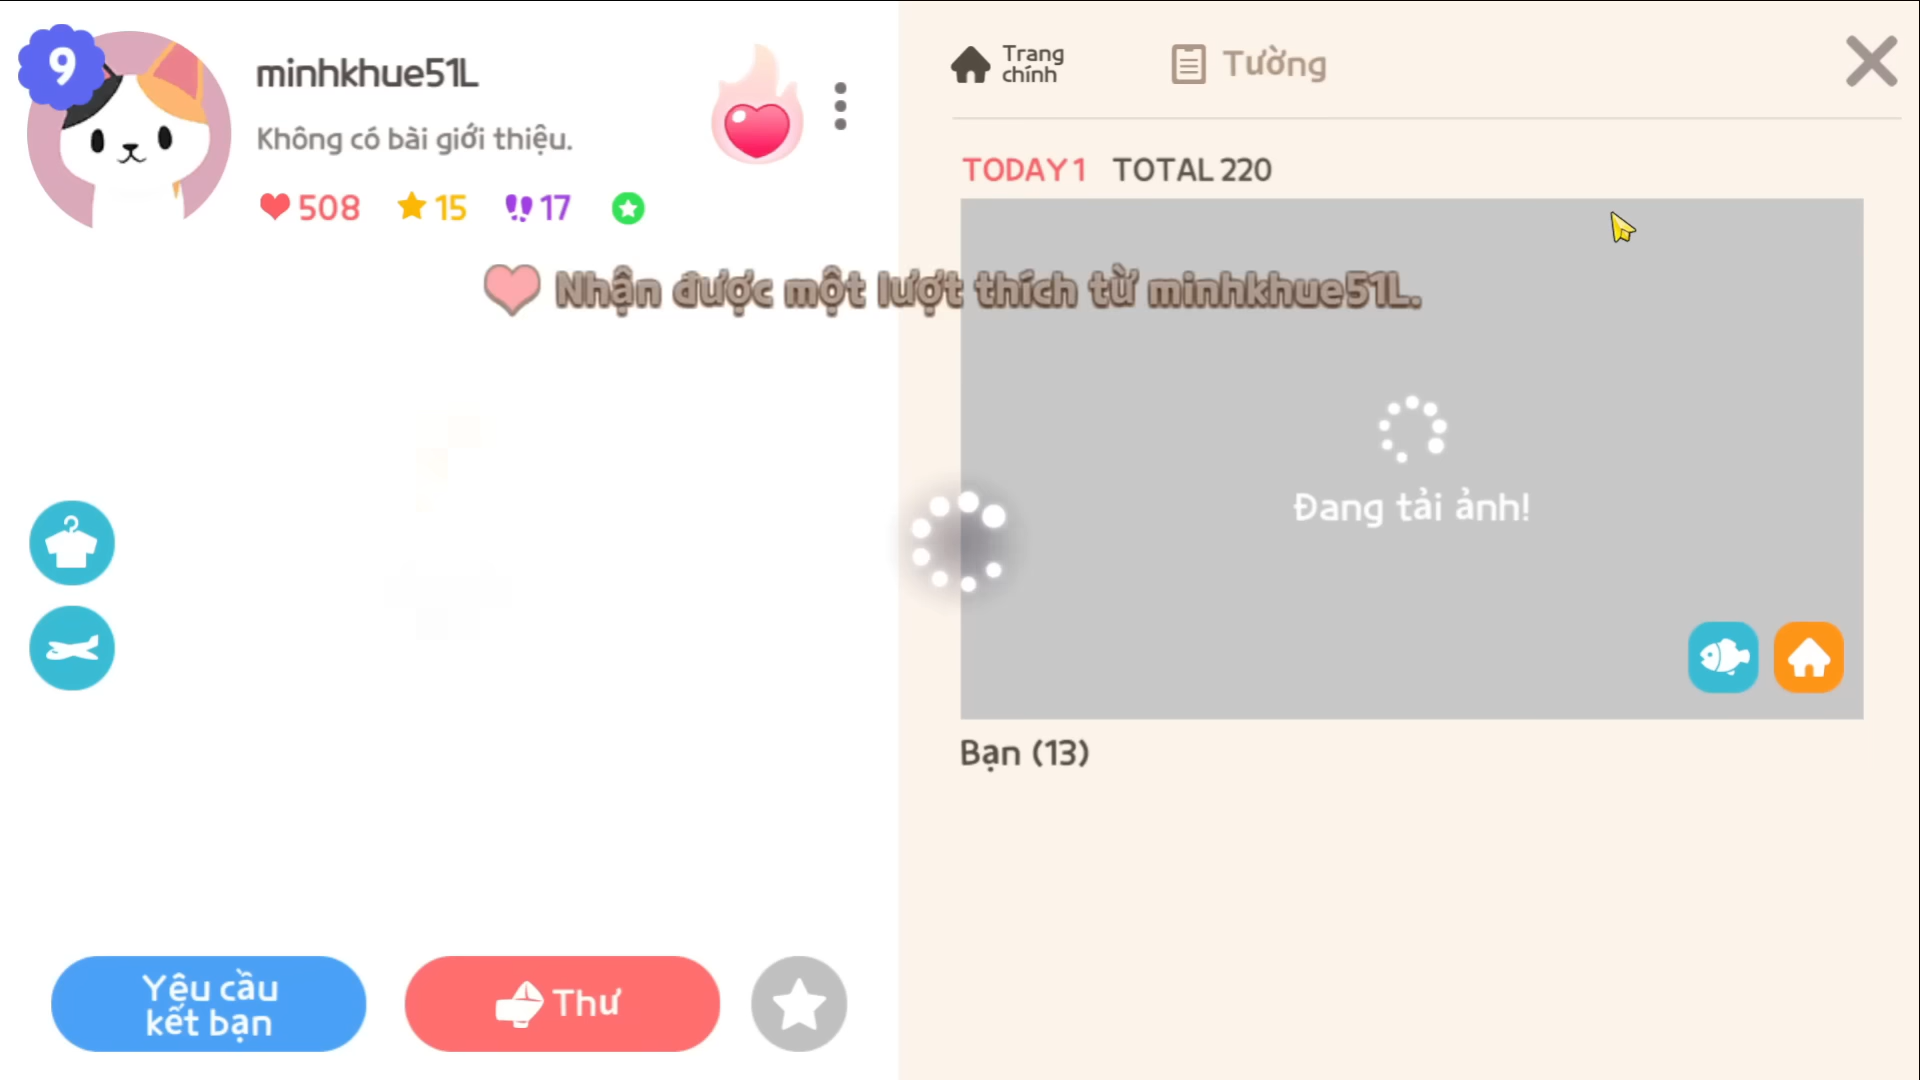 9
minhkhue51L
Không có bài giới thiệu.
508
15
17
Trang
chính
Tường
TODAY 1 TOTAL 220
Nhận được một lượt thích từ minhkhue51L.
Đang tải ảnh!
Bạn (13)
Yêu cầu
kết bạn
Thư